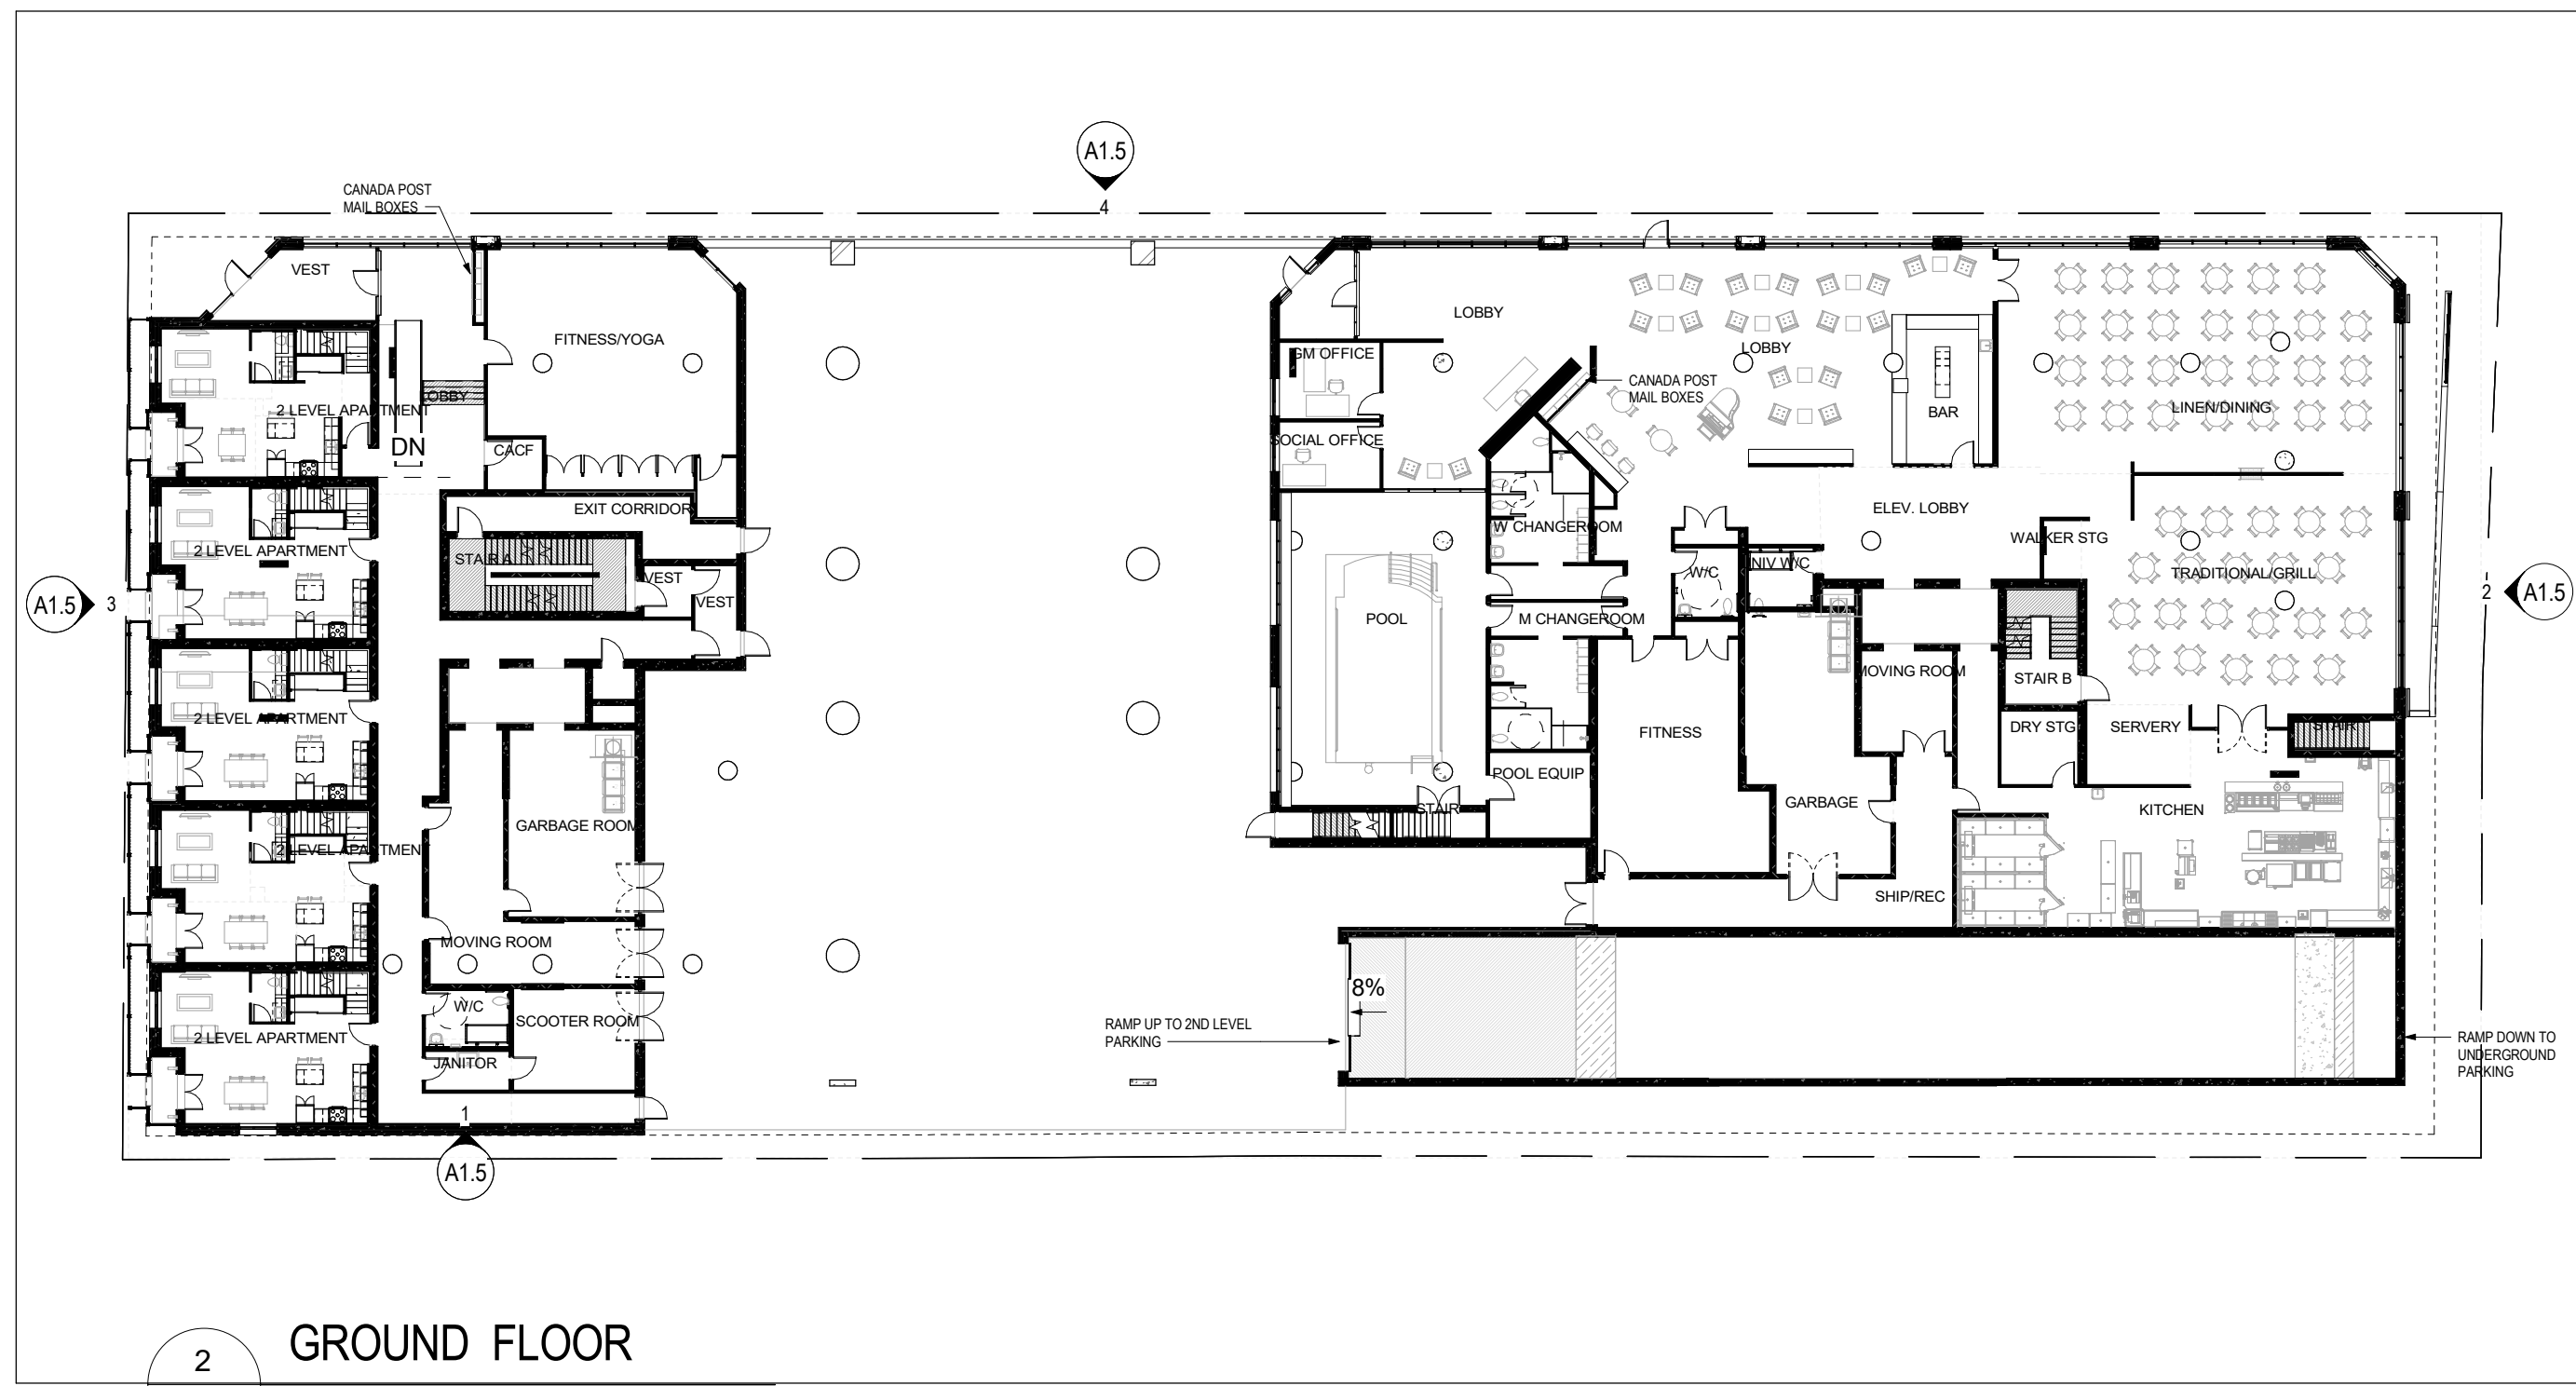 A1.5
4
CANADA POST
MAIL BOXES
VEST
FITNESS/YOGA
LOBBY
LOBBY
GM OFFICE
CANADA POST
MAIL BOXES
2 LEVEL APARTMENT
LOBBY
BAR
LINEN/DINING
DN
CACF
SOCIAL OFFICE
EXIT CORRIDOR
ELEV. LOBBY
W CHANGEROOM
WALKER STG
2 LEVEL APARTMENT
STAIR A
VEST
W/C
UNIV W/C
TRADITIONAL/GRILL
A1.5
3
VEST
POOL
M CHANGEROOM
2
A1.5
MOVING ROOM
STAIR B
2 LEVEL APARTMENT
FITNESS
DRY STG
SERVERY
STAIR
POOL EQUIP
GARBAGE ROOM
STAIR
GARBAGE
KITCHEN
2 LEVEL APARTMENT
SHIP/REC
MOVING ROOM
8%
W/C
SCOOTER ROOM
RAMP UP TO 2ND LEVEL
PARKING
2 LEVEL APARTMENT
RAMP DOWN TO
UNDERGROUND
PARKING
JANITOR
1
A1.5
2
GROUND FLOOR